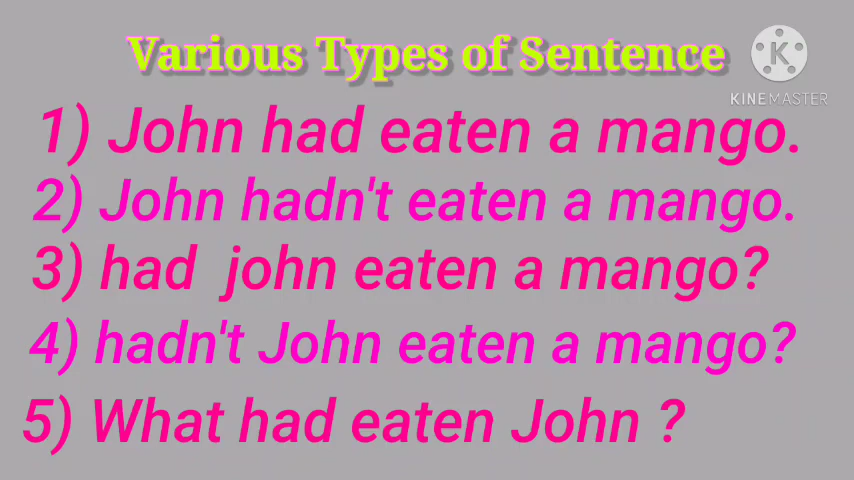 Various Types of Sentence
K
KINEMASTER
1) John had eaten a mango.
2) John hadn't eaten a mango.
3) had john eaten a mango?
4) hadn't John eaten a mango?
5) What had eaten John ?